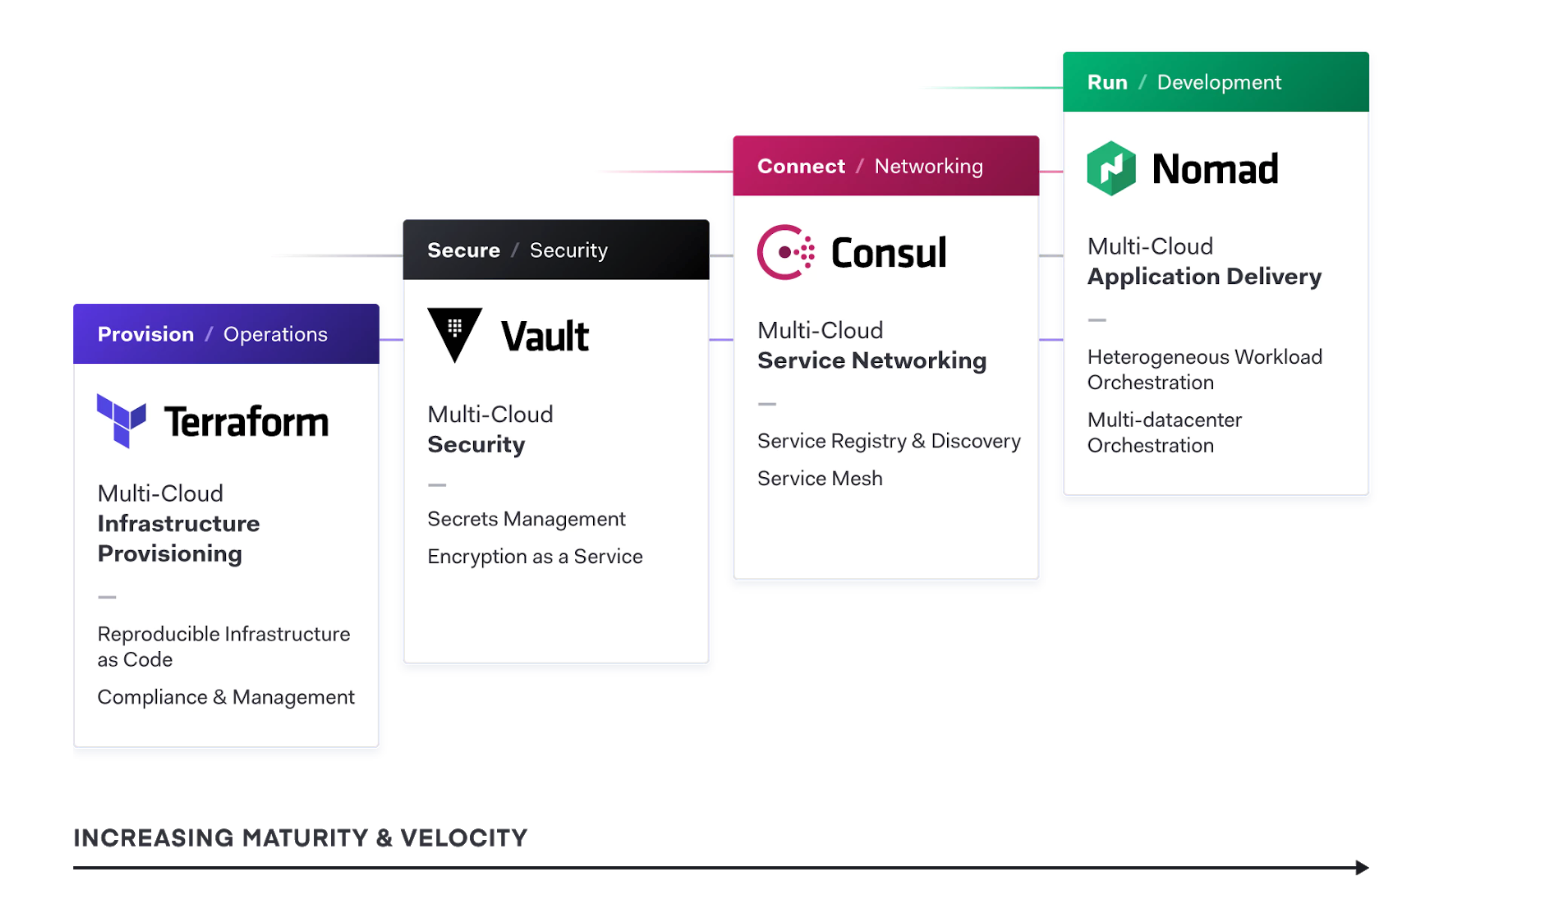 Provision / Operations
Terraform
Multi-Cloud
Infrastructure
Provisioning
Reproducible Infrastructure
as Code
Compliance & Management
Secure / Security
Vault
Multi-Cloud
Security
Secrets Management
Encryption as a Service
Connect / Networking
Consul
Multi-Cloud
Service Networking
Service Registry & Discovery
Service Mesh
Run / Development
Nomad
Multi-Cloud
Application Delivery
Heterogeneous Workload
Orchestration
Multi-datacenter
Orchestration
INCREASING MATURITY & VELOCITY